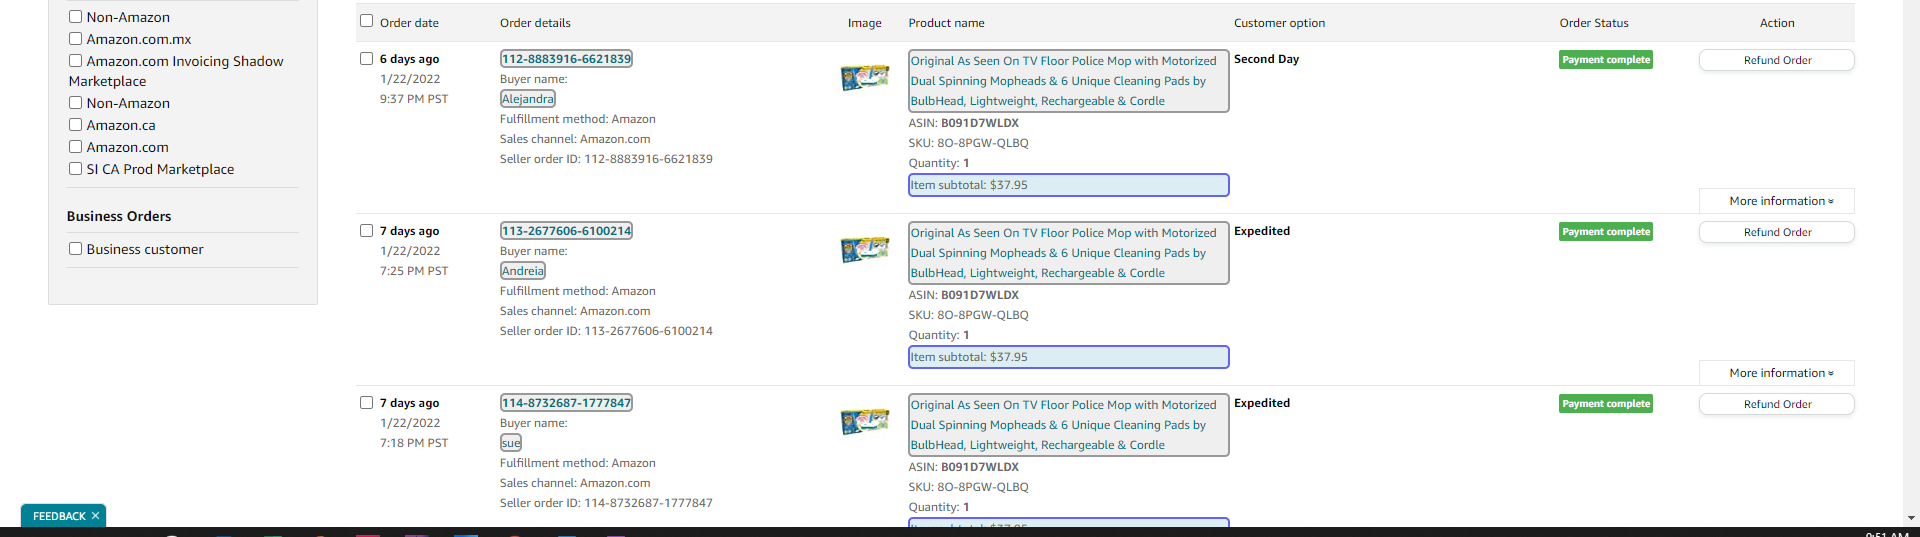 Non-Amazon
Amazon.com.mx
Amazon.com Invoicing Shadow
Marketplace
Non-Amazon
Amazon.ca
Amazon.com
SI CA Prod Marketplace
Business Orders
Business customer
Order date Order details Image Product name Customer option Order Status Action
6 days ago
1/22/2022
9:37 PM PST
112-8883916-6621839
Buyer name:
Alejandra
Fulfillment method: Amazon
Sales channel: Amazon.com
Seller order ID: 112-8883916-6621839
Original As Seen On TV Floor Police Mop with Motorized
Dual Spinning Mopheads & 6 Unique Cleaning Pads by
BulbHead, Lightweight, Rechargeable & Cordle
ASIN: B091D7WLDX
SKU: 8O-8PGW-QLBQ
Quantity: 1
Item subtotal: $37.95
Second Day
Payment complete
Refund Order
More information
7 days ago
1/22/2022
7:25 PM PST
113-2677606-6100214
Buyer name:
Andreia
Fulfillment method: Amazon
Sales channel: Amazon.com
Seller order ID: 113-2677606-6100214
Original As Seen On TV Floor Police Mop with Motorized
Dual Spinning Mopheads & 6 Unique Cleaning Pads by
BulbHead, Lightweight, Rechargeable & Cordle
ASIN: B091D7WLDX
SKU: 8O-8PGW-QLBQ
Quantity: 1
Item subtotal: $37.95
Expedited
Payment complete
Refund Order
More information
7 days ago
1/22/2022
7:18 PM PST
114-8732687-1777847
Buyer name:
sue
Fulfillment method: Amazon
Sales channel: Amazon.com
Seller order ID: 114-8732687-1777847
Original As Seen On TV Floor Police Mop with Motorized
Dual Spinning Mopheads & 6 Unique Cleaning Pads by
BulbHead, Lightweight, Rechargeable & Cordle
ASIN: B091D7WLDX
SKU: 8O-8PGW-QLBQ
Quantity: 1
Expedited
Payment complete
Refund Order
FEEDBACK